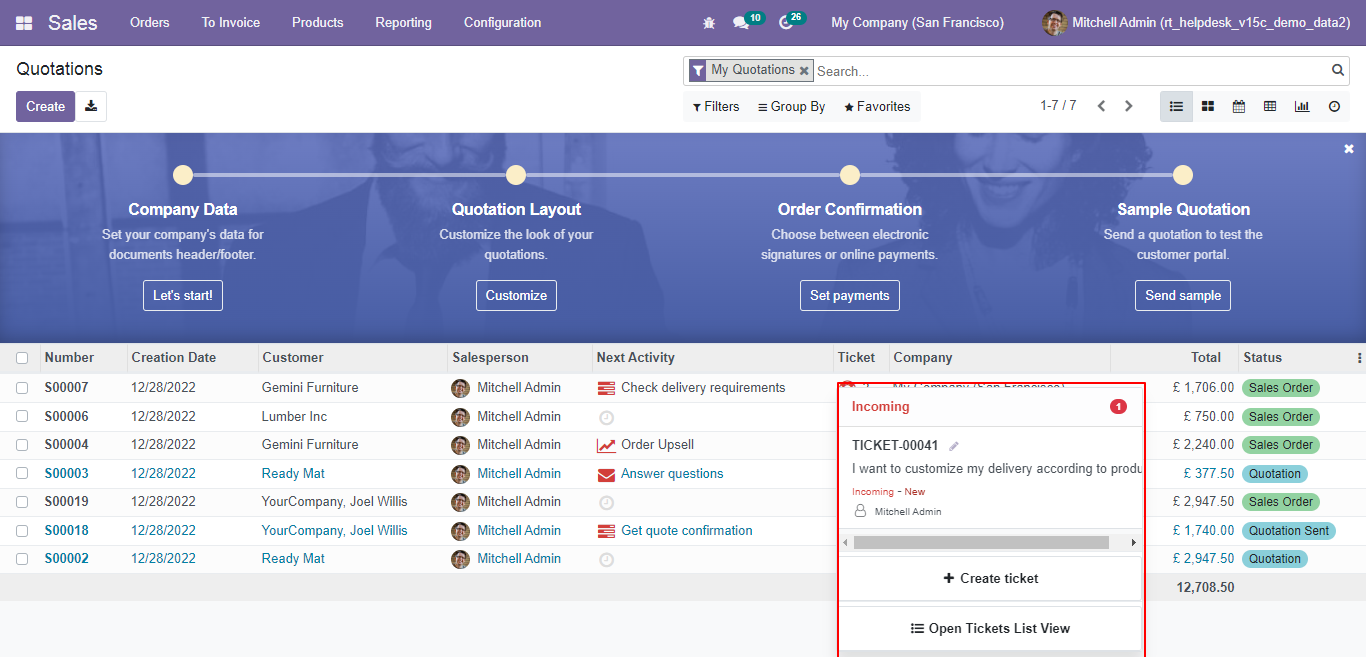 Sales Orders To Invoice Products Reporting Configuration 10 26 My Company (San Francisco) Mitchell Admin (rt_helpdesk_v15c_demo_data2)
Quotations
My Quotations Search...
Create
Filters Group By Favorites 1-7 / 7
Company Data
Set your company's data for
documents header/footer.
Let's start!
Quotation Layout
Customize the look of your
quotations.
Customize
Order Confirmation
Choose between electronic
signatures or online payments.
Set payments
Sample Quotation
Send a quotation to test the
customer portal.
Send sample
Number Creation Date Customer Salesperson Next Activity Ticket Company Total Status
S00007 12/28/2022 Gemini Furniture Mitchell Admin Check delivery requirements My Company (San Francisco) £ 1,706.00 Sales Order
S00006 12/28/2022 Lumber Inc Mitchell Admin £ 750.00 Sales Order
S00004 12/28/2022 Gemini Furniture Mitchell Admin Order Upsell £ 2,240.00 Sales Order
S00003 12/28/2022 Ready Mat Mitchell Admin Answer questions £ 377.50 Quotation
S00019 12/28/2022 YourCompany, Joel Willis Mitchell Admin £ 2,947.50 Sales Order
S00018 12/28/2022 YourCompany, Joel Willis Mitchell Admin Get quote confirmation £ 1,740.00 Quotation Sent
S00002 12/28/2022 Ready Mat Mitchell Admin £ 2,947.50 Quotation
12,708.50
Incoming 1
TICKET-00041
I want to customize my delivery according to produ
Incoming - New
Mitchell Admin
Create ticket
Open Tickets List View